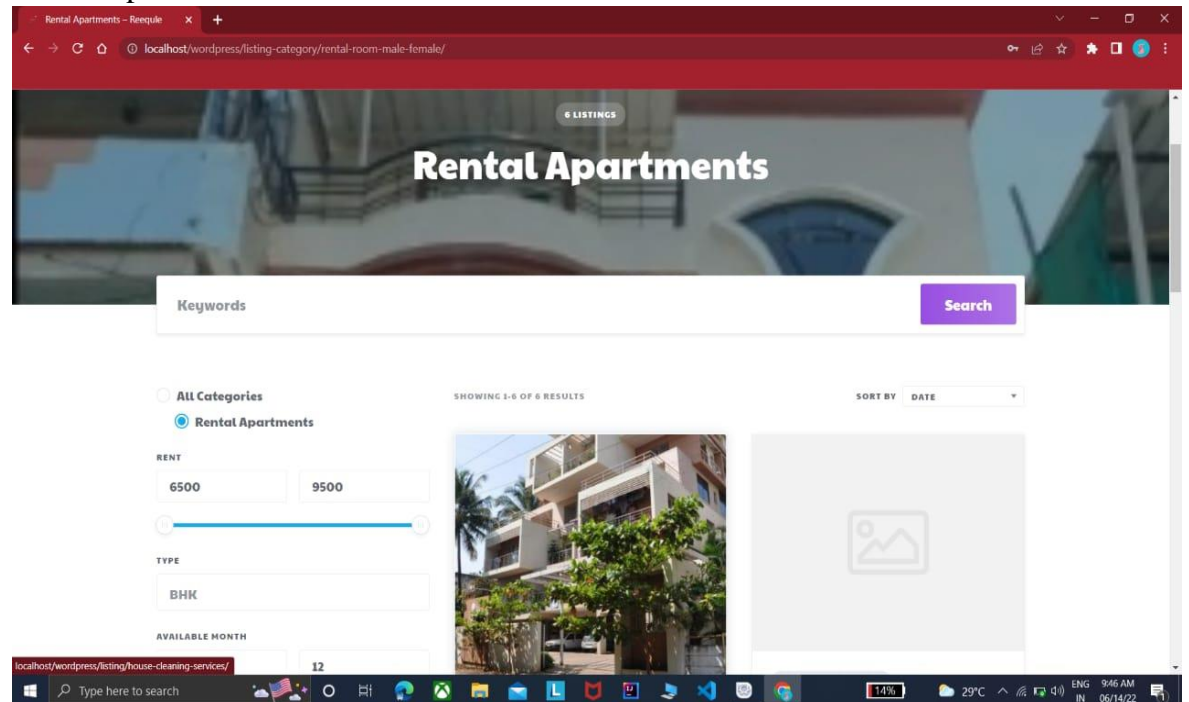 Rental Apartments – Reequle
localhost/wordpress/listing-category/rental-room-male-female/
6 LISTINGS
Rental Apartments
Keywords
Search
All Categories
SHOWING 1-6 OF 6 RESULTS
SORT BY DATE
Rental Apartments
RENT
6500 9500
TYPE
BHK
AVAILABLE MONTH
12
localhost/wordpress/listing/house-cleaning-services/
Type here to search
14%
29°C
ENG
IN
9:46 AM
06/14/22